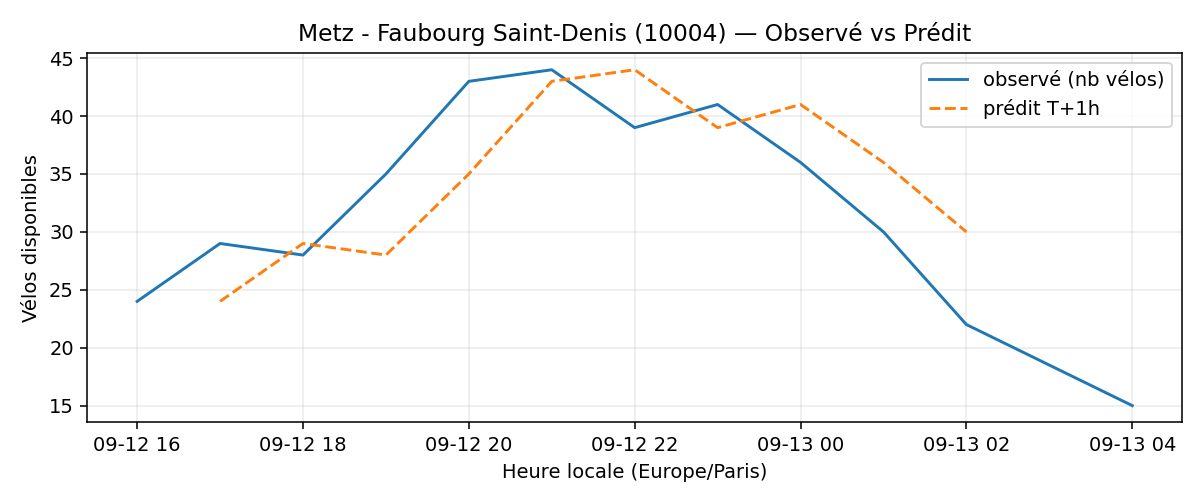 Metz - Faubourg Saint-Denis (10004) — Observé vs Prédit
observé (nb vélos)
prédit T+1h
Vélos disponibles
45
40
35
30
25
20
15
09-12 16
09-12 18
09-12 20
09-12 22
09-13 00
09-13 02
09-13 04
Heure locale (Europe/Paris)